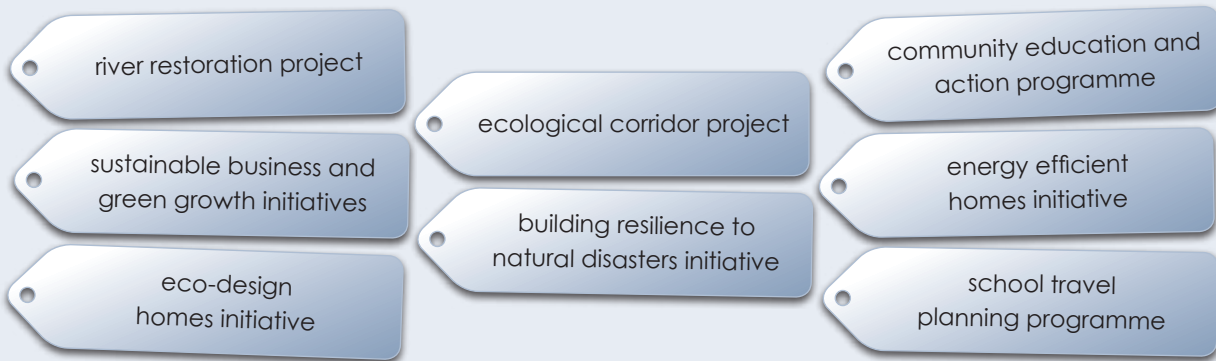 river restoration project
sustainable business and
green growth initiatives
eco-design
homes initiative
ecological corridor project
building resilience to
natural disasters initiative
community education and
action programme
energy efficient
homes initiative
school travel
planning programme